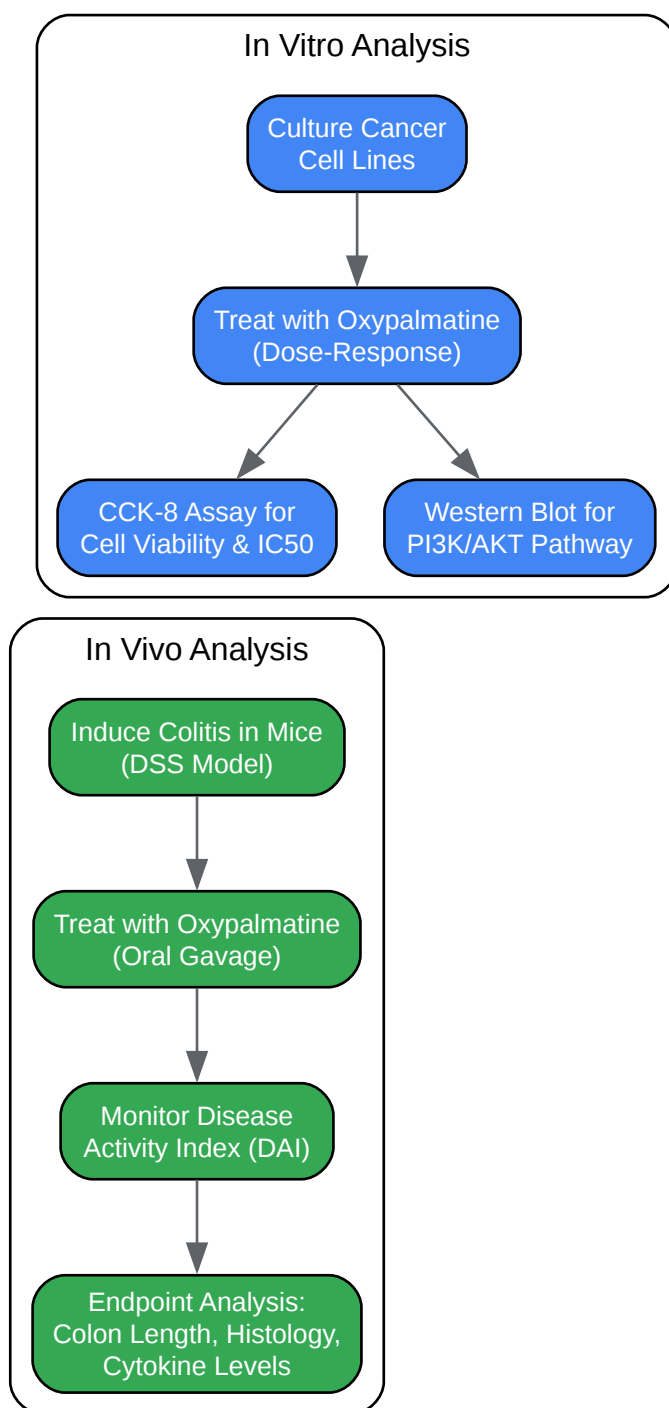 In Vitro Analysis
Culture Cancer
Cell Lines
Treat with Oxypalmatine
(Dose-Response)
CCK-8 Assay for
Cell Viability & IC50
Western Blot for
PI3K/AKT Pathway
In Vivo Analysis
Induce Colitis in Mice
(DSS Model)
Treat with Oxypalmatine
(Oral Gavage)
Monitor Disease
Activity Index (DAI)
Endpoint Analysis:
Colon Length, Histology,
Cytokine Levels